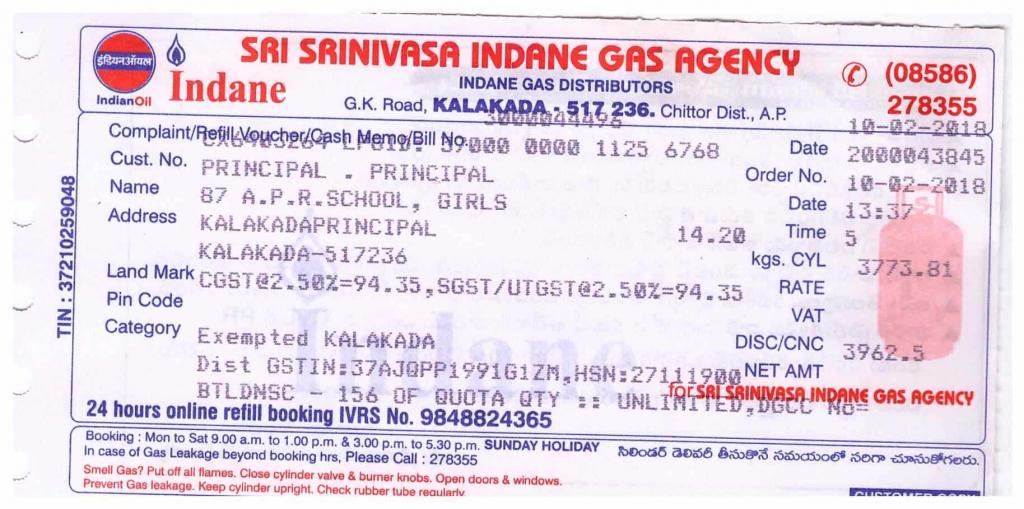 इंडियनऑयल
IndianOil
Indane
SRI SRINIVASA INDANE GAS AGENCY
INDANE GAS DISTRIBUTORS
G.K. Road, KALAKADA - 517 236. Chittor Dist., A.P.
(08586)
278355
3000044496
Complaint/Refill/Voucher/Cash Memo/Bill No.
Date 10-02-2018
CX6403264 LPGID: 37000 0000 1125 6768
Order No. 2000043845
Cust. No. PRINCIPAL . PRINCIPAL
Date 10-02-2018
Name 87 A.P.R.SCHOOL, GIRLS
Time 13:37
Address KALAKADAPRINCIPAL 14.20
kgs. CYL 5
KALAKADA-517236
RATE 3773.81
Land Mark CGST@2.50%=94.35,SGST/UTGST@2.50%=94.35
VAT
Pin Code
DISC/CNC
Category Exempted KALAKADA
NET AMT 3962.5
Dist GSTIN:37AJQPP1991G1ZM,HSN:27111900
for SRI SRINIVASA INDANE GAS AGENCY
BTLDNSC - 156 OF QUOTA QTY :: UNLIMITED,DGCC No=
24 hours online refill booking IVRS No. 9848824365
TIN : 37210259048
Booking : Mon to Sat 9.00 a.m. to 1.00 p.m. & 3.00 p.m. to 5.30 p.m. SUNDAY HOLIDAY
In case of Gas Leakage beyond booking hrs, Please Call : 278355
సిలిండర్ డెలివరీ తీసుకొనే సమయంలో సరిగా చూసుకోగలరు.
Smell Gas? Put off all flames. Close cylinder valve & burner knobs. Open doors & windows.
Prevent Gas leakage. Keep cylinder upright. Check rubber tube regularly.
CUSTOMER COPY